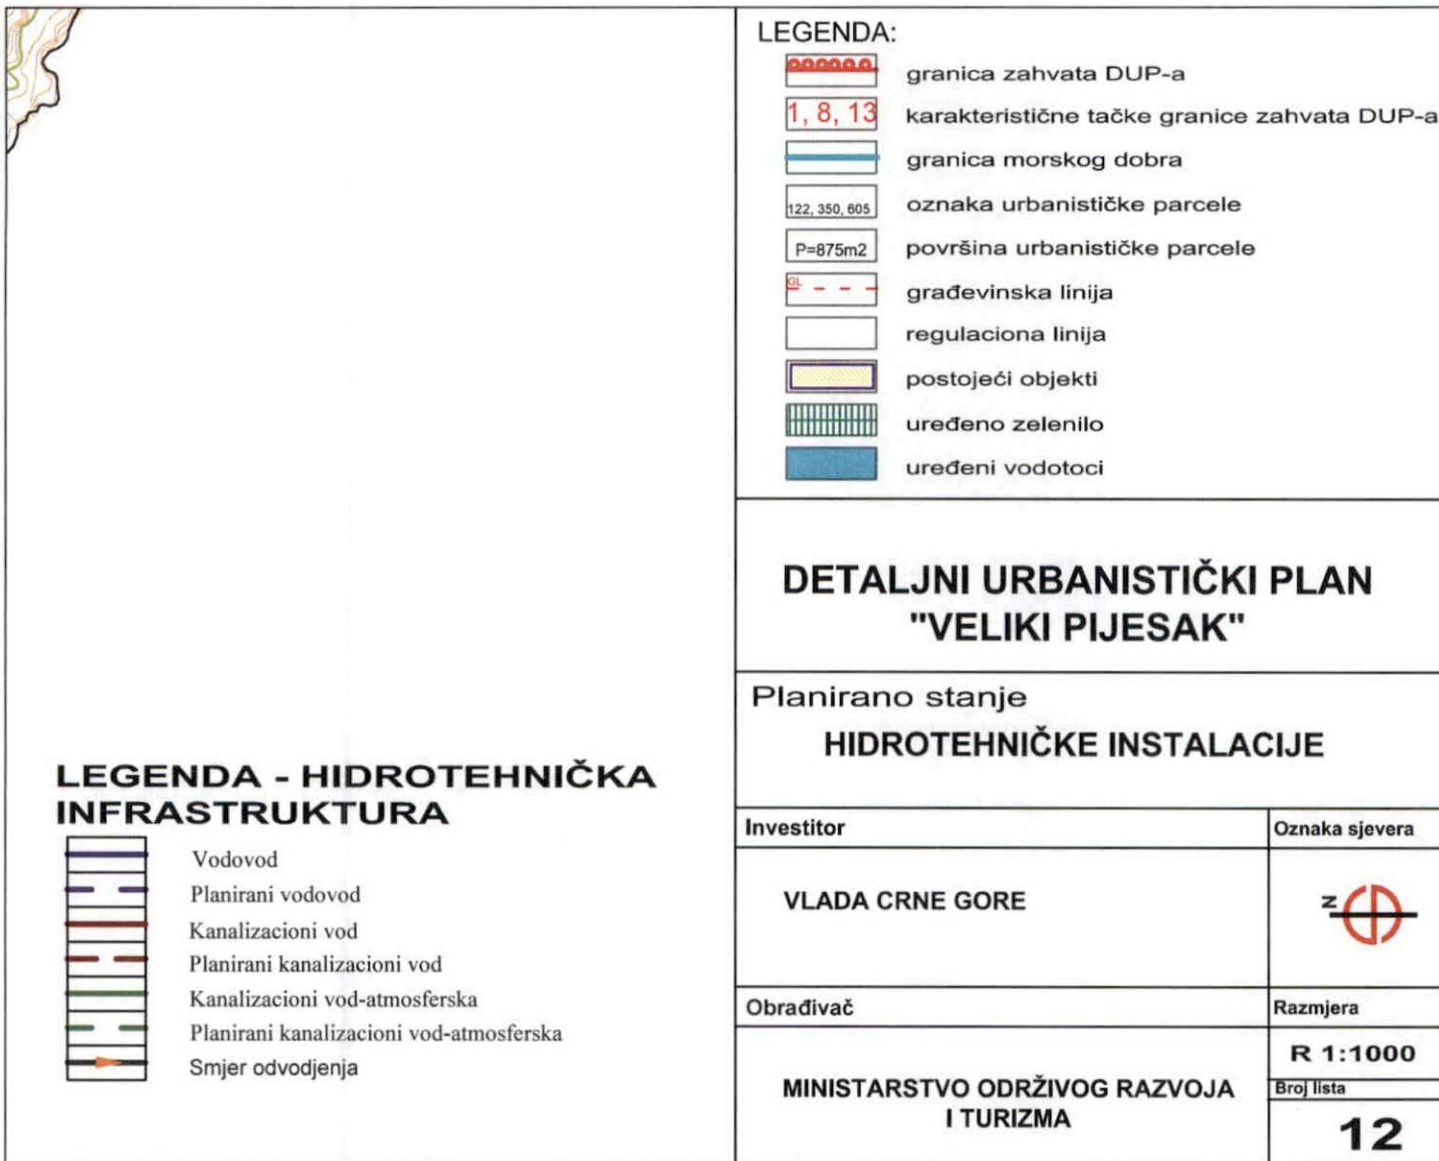 LEGENDA:
granica zahvata DUP-a
1, 8, 13 karakteristične tačke granice zahvata DUP-a
granica morskog dobra
122, 350, 605 oznaka urbanističke parcele
P=875m2 površina urbanističke parcele
GL građevinska linija
regulaciona linija
postojeći objekti
uređeno zelenilo
uređeni vodotoci
DETALJNI URBANISTIČKI PLAN
"VELIKI PIJESAK"
Planirano stanje
HIDROTEHNIČKE INSTALACIJE
LEGENDA - HIDROTEHNIČKA
INFRASTRUKTURA
Vodovod
Planirani vodovod
Kanalizacioni vod
Planirani kanalizacioni vod
Kanalizacioni vod-atmosferska
Planirani kanalizacioni vod-atmosferska
Smjer odvodjenja
Investitor
VLADA CRNE GORE
Oznaka sjevera
N
Obrađivač
MINISTARSTVO ODRŽIVOG RAZVOJA
I TURIZMA
Razmjera
R 1:1000
Broj lista
12